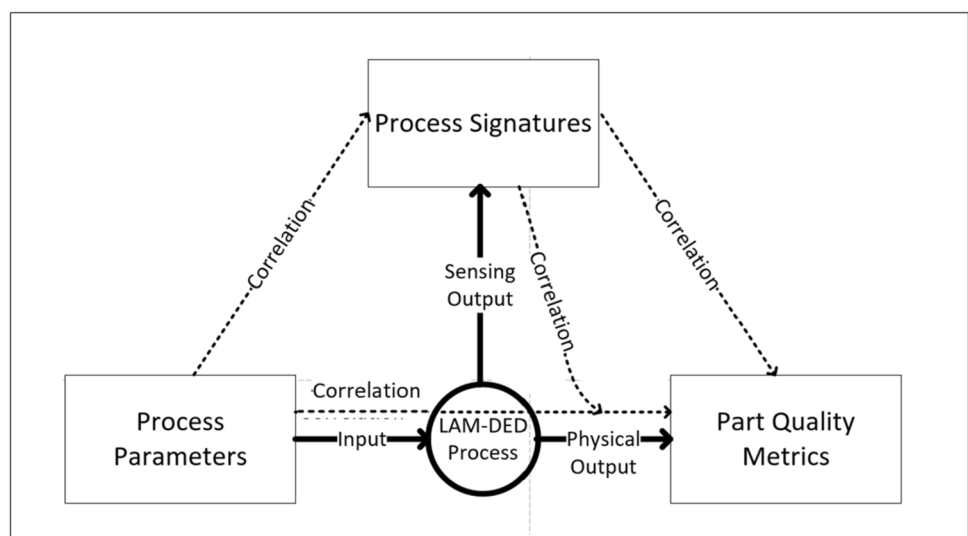 Process Signatures
Correlation
Correlation
Correlation
Sensing
Output
Correlation
Process
Parameters
Input
LAM-DED
Process
Physical
Output
Part Quality
Metrics